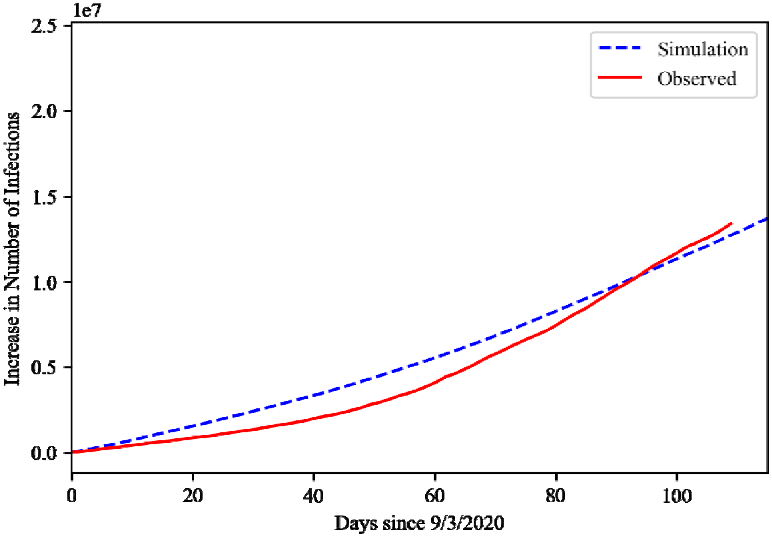 1e7
2.5
2.0
1.5
1.0
0.5
0.0
Increase in Number of Infections
Simulation
Observed
0 20 40 60 80 100
Days since 9/3/2020